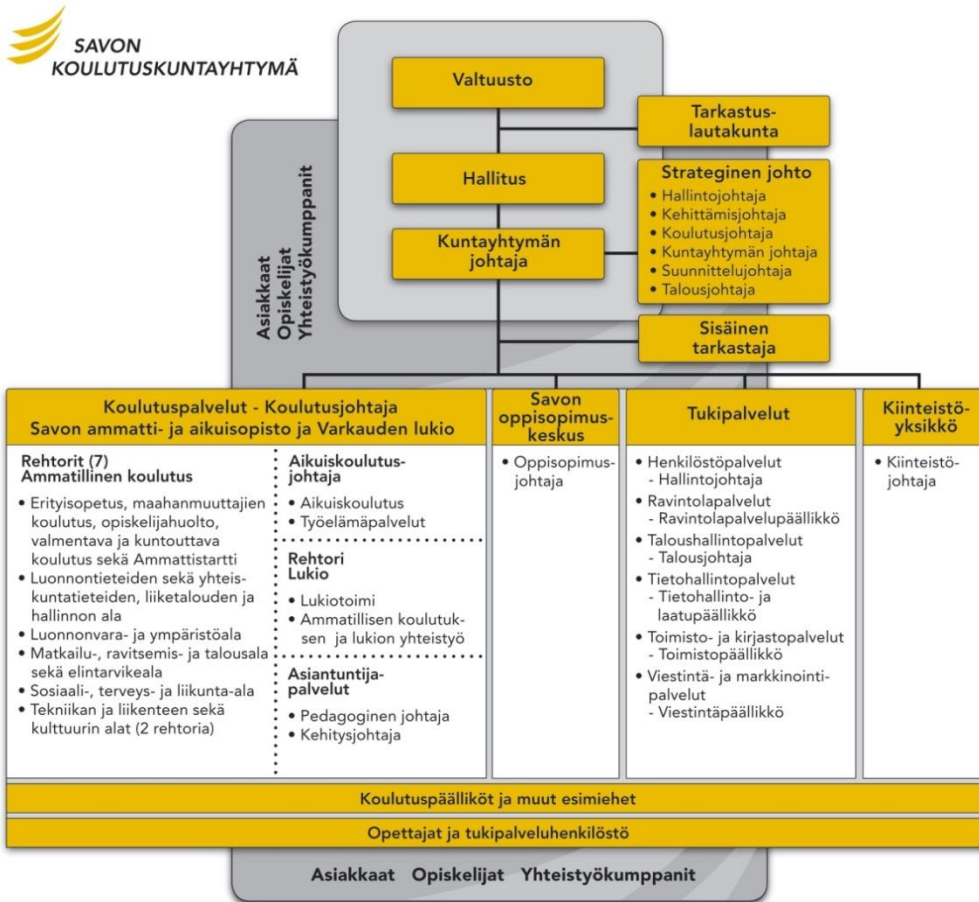 SAVON
KOULUTUSKUNTAYHTYMÄ
Valtuusto
Tarkastus-
lautakunta
Hallitus
Strateginen johto
• Hallintojohtaja
• Kehittämisjohtaja
• Koulutusjohtaja
• Kuntayhtymän johtaja
• Suunnittelujohtaja
• Talousjohtaja
Kuntayhtymän
johtaja
Sisäinen
tarkastaja
Asiakkaat
Opiskelijat
Yhteistyökumppanit
Koulutuspalvelut - Koulutusjohtaja
Savon ammatti- ja aikuisopisto ja Varkauden lukio
Rehtorit (7)
Ammatillinen koulutus
• Erityisopetus, maahanmuuttajien
koulutus, opiskelijahuolto,
valmentava ja kuntouttava
koulutus sekä Ammattistartti
• Luonnontieteiden sekä yhteis-
kuntatieteiden, liiketalouden ja
hallinnon ala
• Luonnonvara- ja ympäristöala
• Matkailu-, ravitsemis- ja talousala
sekä elintarvikeala
• Sosiaali-, terveys- ja liikunta-ala
• Tekniikan ja liikenteen sekä
kulttuurin alat (2 rehtoria)
Aikuiskoulutus-
johtaja
• Aikuiskoulutus
• Työelämäpalvelut
Rehtori
Lukio
• Lukiotoimi
• Ammatillisen koulutuk-
sen ja lukion yhteistyö
Asiantuntija-
palvelut
• Pedagoginen johtaja
• Kehitysjohtaja
Savon
oppisopimus-
keskus
• Oppisopimus-
johtaja
Tukipalvelut
• Henkilöstöpalvelut
- Hallintojohtaja
• Ravintolapalvelut
- Ravintolapalvelupäällikkö
• Taloushallintopalvelut
- Talousjohtaja
• Tietohallintopalvelut
- Tietohallinto- ja
laatupäällikkö
• Toimisto- ja kirjastopalvelut
- Toimistopäällikkö
• Viestintä- ja markkinointi-
palvelut
- Viestintäpäällikkö
Kiinteistö-
yksikkö
• Kiinteistö-
johtaja
Koulutuspäälliköt ja muut esimiehet
Opettajat ja tukipalveluhenkilöstö
Asiakkaat Opiskelijat Yhteistyökumppanit